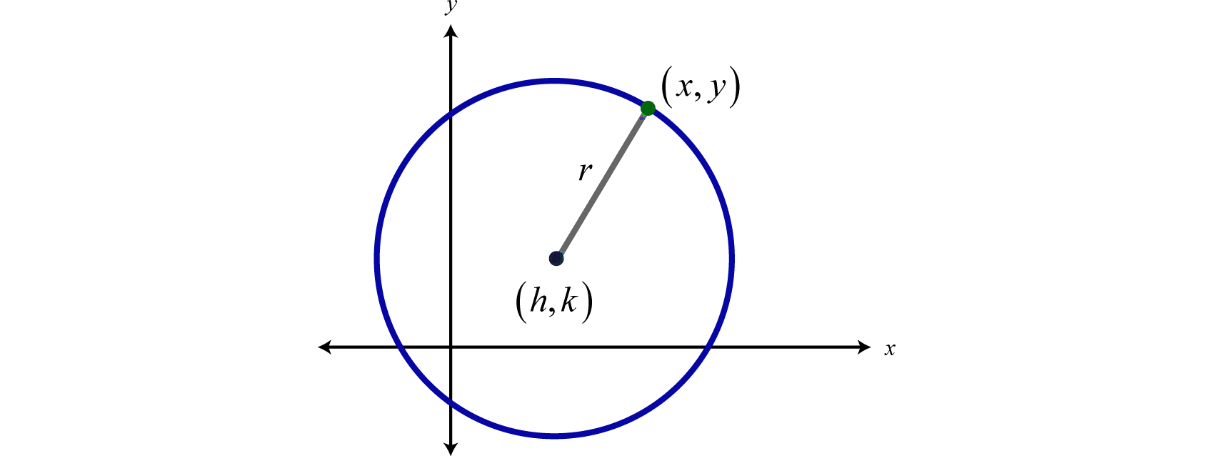 y
(x, y)
r
(h, k)
x